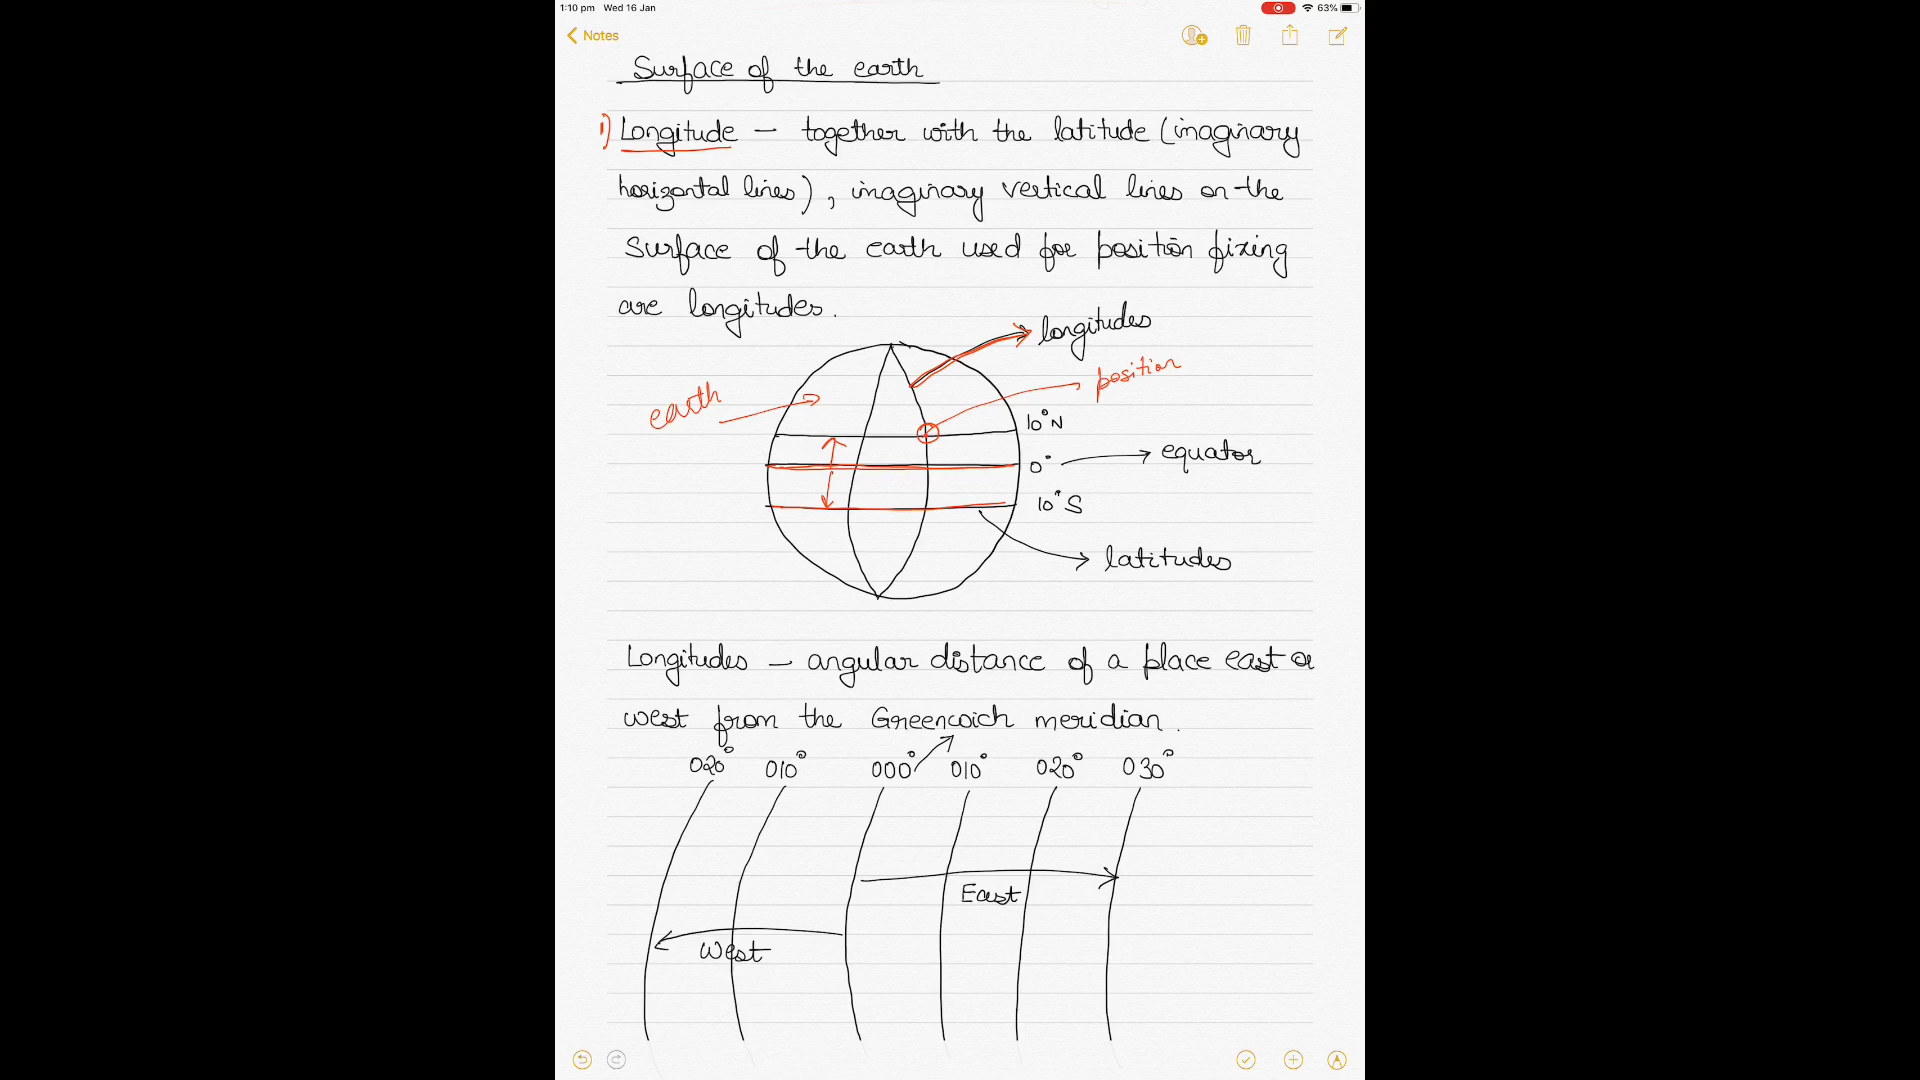 1:10 pm Wed 16 Jan
63%
Notes
Surface of the earth
1) Longitude - together with the latitude (imaginary
horizontal lines), imaginary vertical lines on the
surface of the earth used for position fixing
are longitudes.
longitudes
position
earth
10°N
0° → equator
10°S
latitudes
Longitudes - angular distance of a place east or
west from the Greenwich meridian.
020° 010° 000° 010° 020° 030°
East
West